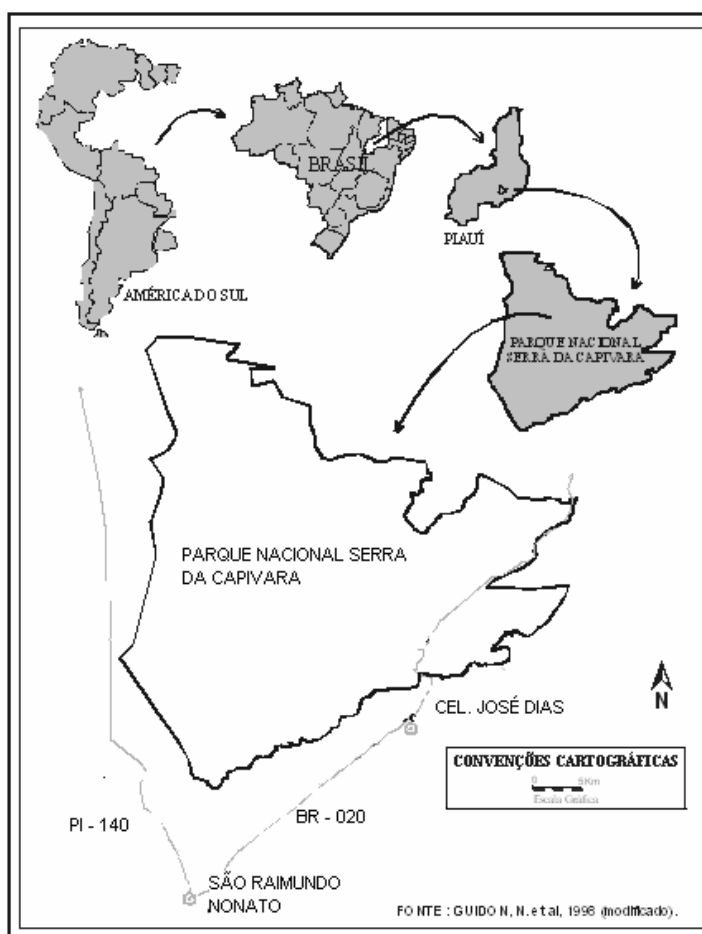 BRASIL
PIAUÍ
AMÉRICA DO SUL
PARQUE NACIONAL
SERRA DA CAPIVARA
PARQUE NACIONAL SERRA
DA CAPIVARA
N
CEL. JOSÉ DIAS
CONVENÇÕES CARTOGRÁFICAS
0 5Km
Escala Gráfica
BR - 020
PI - 140
SÃO RAIMUNDO
NONATO
FONTE : GUIDON, N. et al, 1998 (modificado).